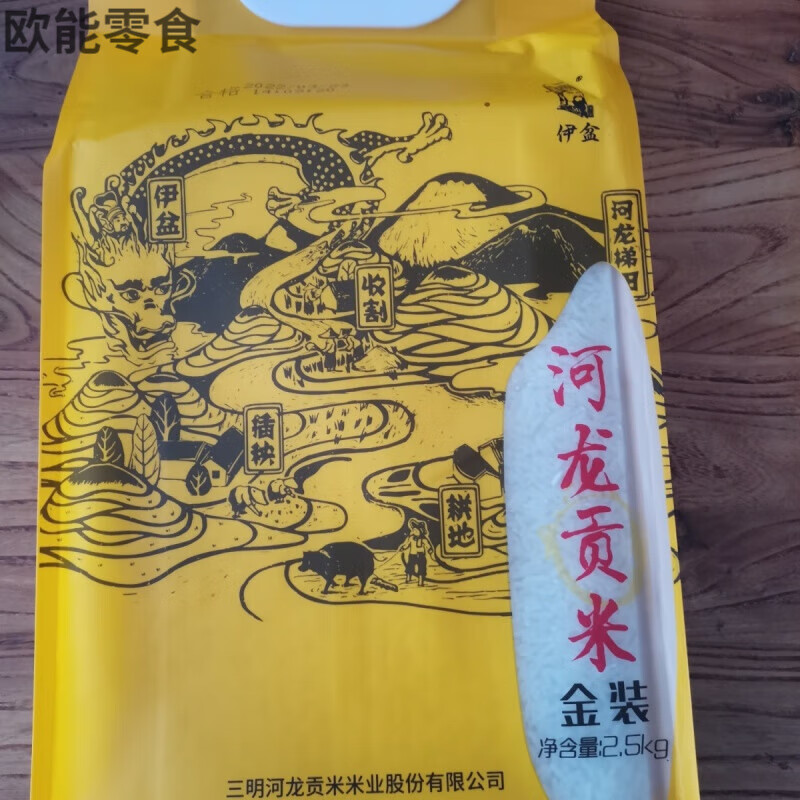 欧能零食
伊盆
伊盆
河龙梯田
收割
插秧
耕地
河龙贡米
金装
净含量:2.5kg
三明河龙贡米米业股份有限公司